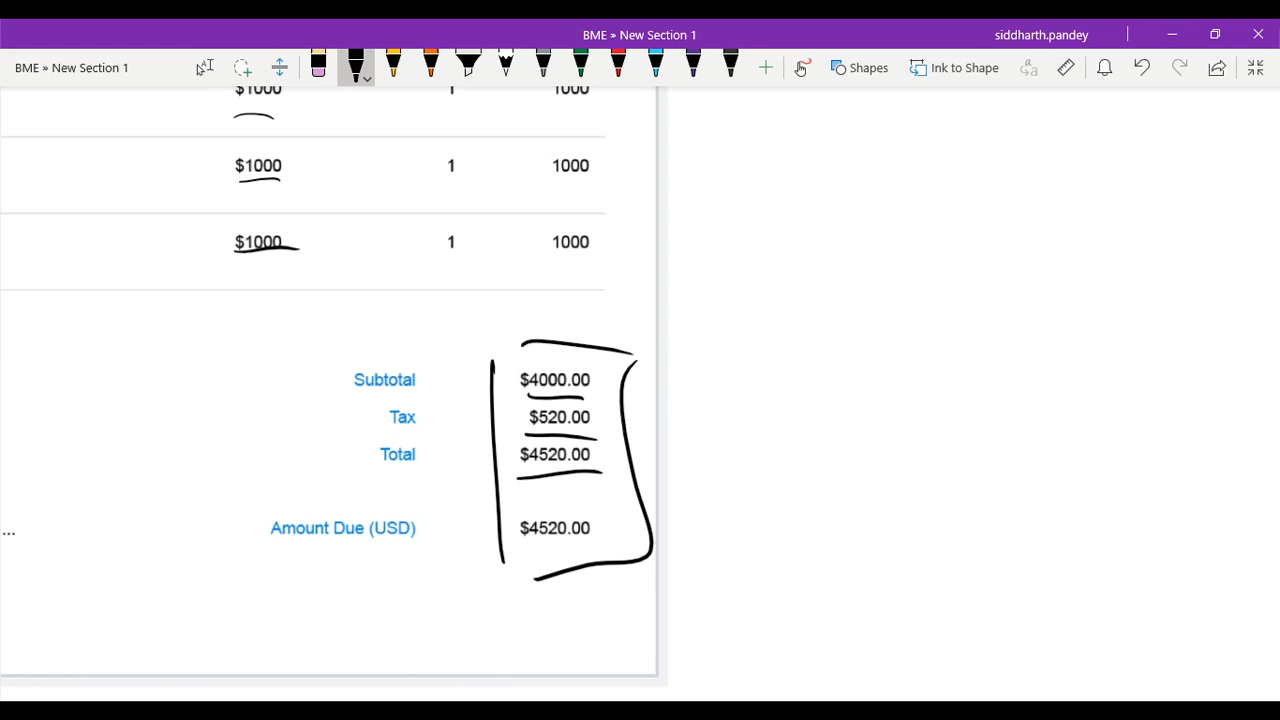 BME » New Section 1
siddharth.pandey
BME » New Section 1
Shapes
Ink to Shape
$1000 1 1000
$1000 1 1000
$1000 1 1000
Subtotal $4000.00
Tax $520.00
Total $4520.00
... Amount Due (USD) $4520.00